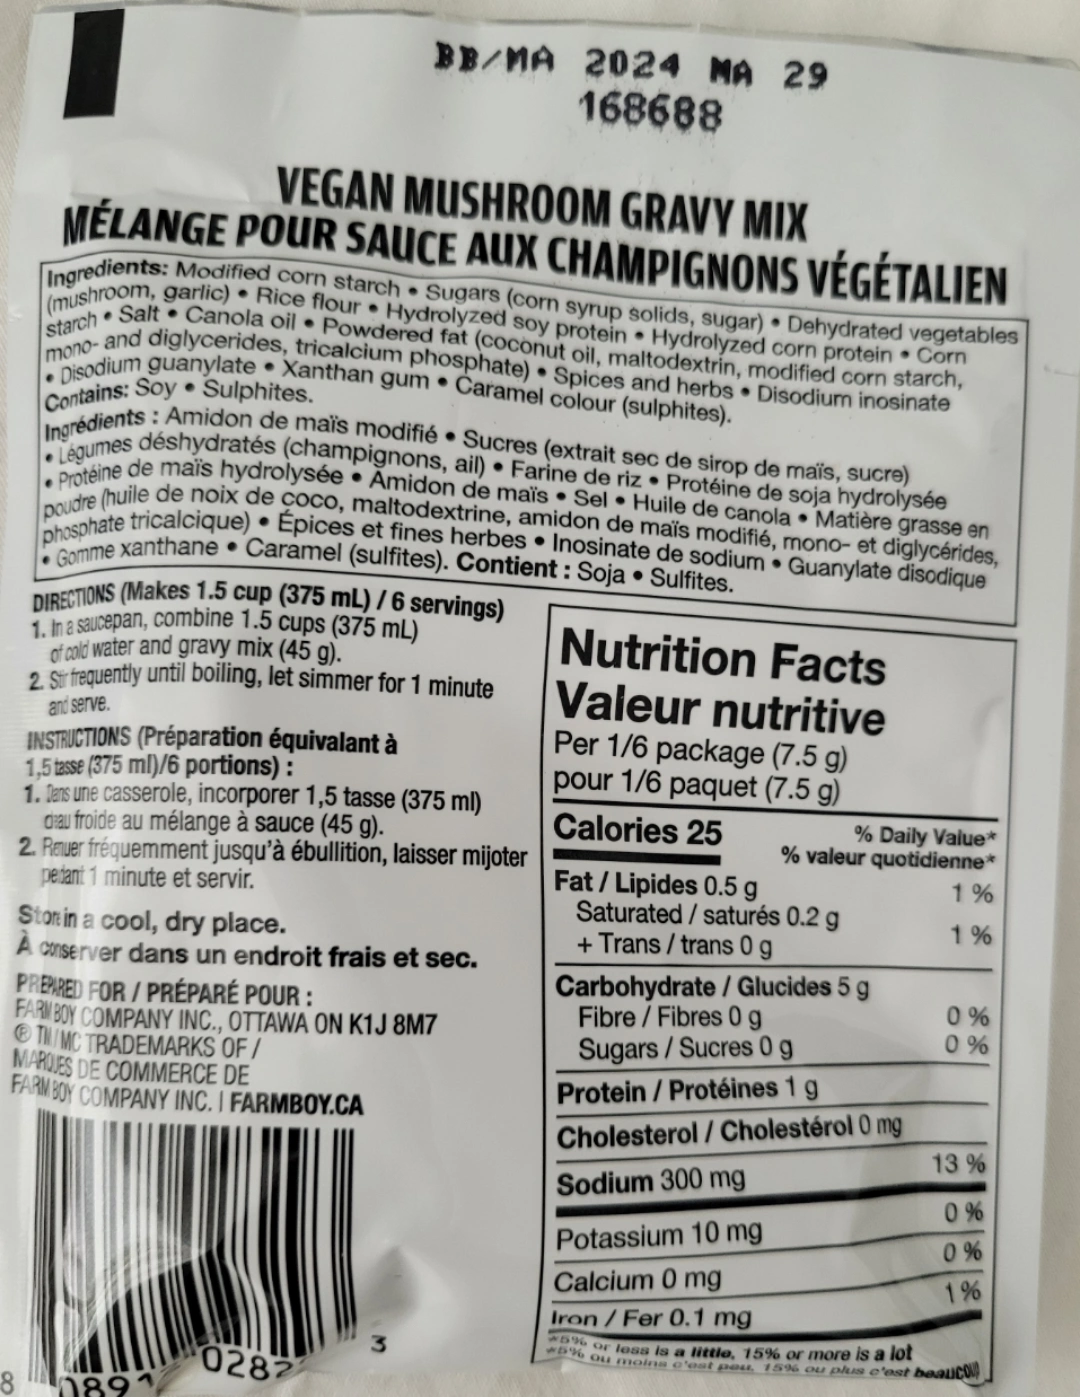 BB/MA 2024 MA 29
168688
VEGAN MUSHROOM GRAVY MIX
MÉLANGE POUR SAUCE AUX CHAMPIGNONS VÉGÉTALIEN
Ingredients: Modified corn starch • Sugars (corn syrup solids, sugar) • Dehydrated vegetables
(mushroom, garlic) • Rice flour • Hydrolyzed soy protein • Hydrolyzed corn protein • Corn
starch • Salt • Canola oil • Powdered fat (coconut oil, maltodextrin, modified corn starch,
mono- and diglycerides, tricalcium phosphate) • Spices and herbs • Disodium inosinate
• Disodium guanylate • Xanthan gum • Caramel colour (sulphites).
Contains: Soy • Sulphites.
Ingrédients : Amidon de maïs modifié • Sucres (extrait sec de sirop de maïs, sucre)
• Légumes déshydratés (champignons, ail) • Farine de riz • Protéine de soja hydrolysée
• Protéine de maïs hydrolysée • Amidon de maïs • Sel • Huile de canola • Matière grasse en
poudre (huile de noix de coco, maltodextrine, amidon de maïs modifié, mono- et diglycérides,
phosphate tricalcique) • Épices et fines herbes • Inosinate de sodium • Guanylate disodique
• Gomme xanthane • Caramel (sulfites). Contient : Soja • Sulfites.
DIRECTIONS (Makes 1.5 cup (375 mL) / 6 servings)
1. In a saucepan, combine 1.5 cups (375 mL)
of cold water and gravy mix (45 g).
2. Stir frequently until boiling, let simmer for 1 minute
and serve.
INSTRUCTIONS (Préparation équivalant à
1,5 tasse (375 ml)/6 portions) :
1. Dans une casserole, incorporer 1,5 tasse (375 ml)
d'eau froide au mélange à sauce (45 g).
2. Remuer fréquemment jusqu'à ébullition, laisser mijoter
pendant 1 minute et servir.
Store in a cool, dry place.
À conserver dans un endroit frais et sec.
PREPARED FOR / PRÉPARÉ POUR :
FARM BOY COMPANY INC., OTTAWA ON K1J 8M7
® TM/MC TRADEMARKS OF /
MARQUES DE COMMERCE DE
FARM BOY COMPANY INC. | FARMBOY.CA
8 0891 0282 3
Nutrition Facts
Valeur nutritive
Per 1/6 package (7.5 g)
pour 1/6 paquet (7.5 g)
Calories 25 % Daily Value*
% valeur quotidienne*
Fat / Lipides 0.5 g 1 %
Saturated / saturés 0.2 g
+ Trans / trans 0 g 1 %
Carbohydrate / Glucides 5 g
Fibre / Fibres 0 g 0 %
Sugars / Sucres 0 g 0 %
Protein / Protéines 1 g
Cholesterol / Cholestérol 0 mg
Sodium 300 mg 13 %
Potassium 10 mg 0 %
Calcium 0 mg 0 %
Iron / Fer 0.1 mg 1 %
*5% or less is a little, 15% or more is a lot
*5% ou moins c'est peu, 15% ou plus c'est beaucoup